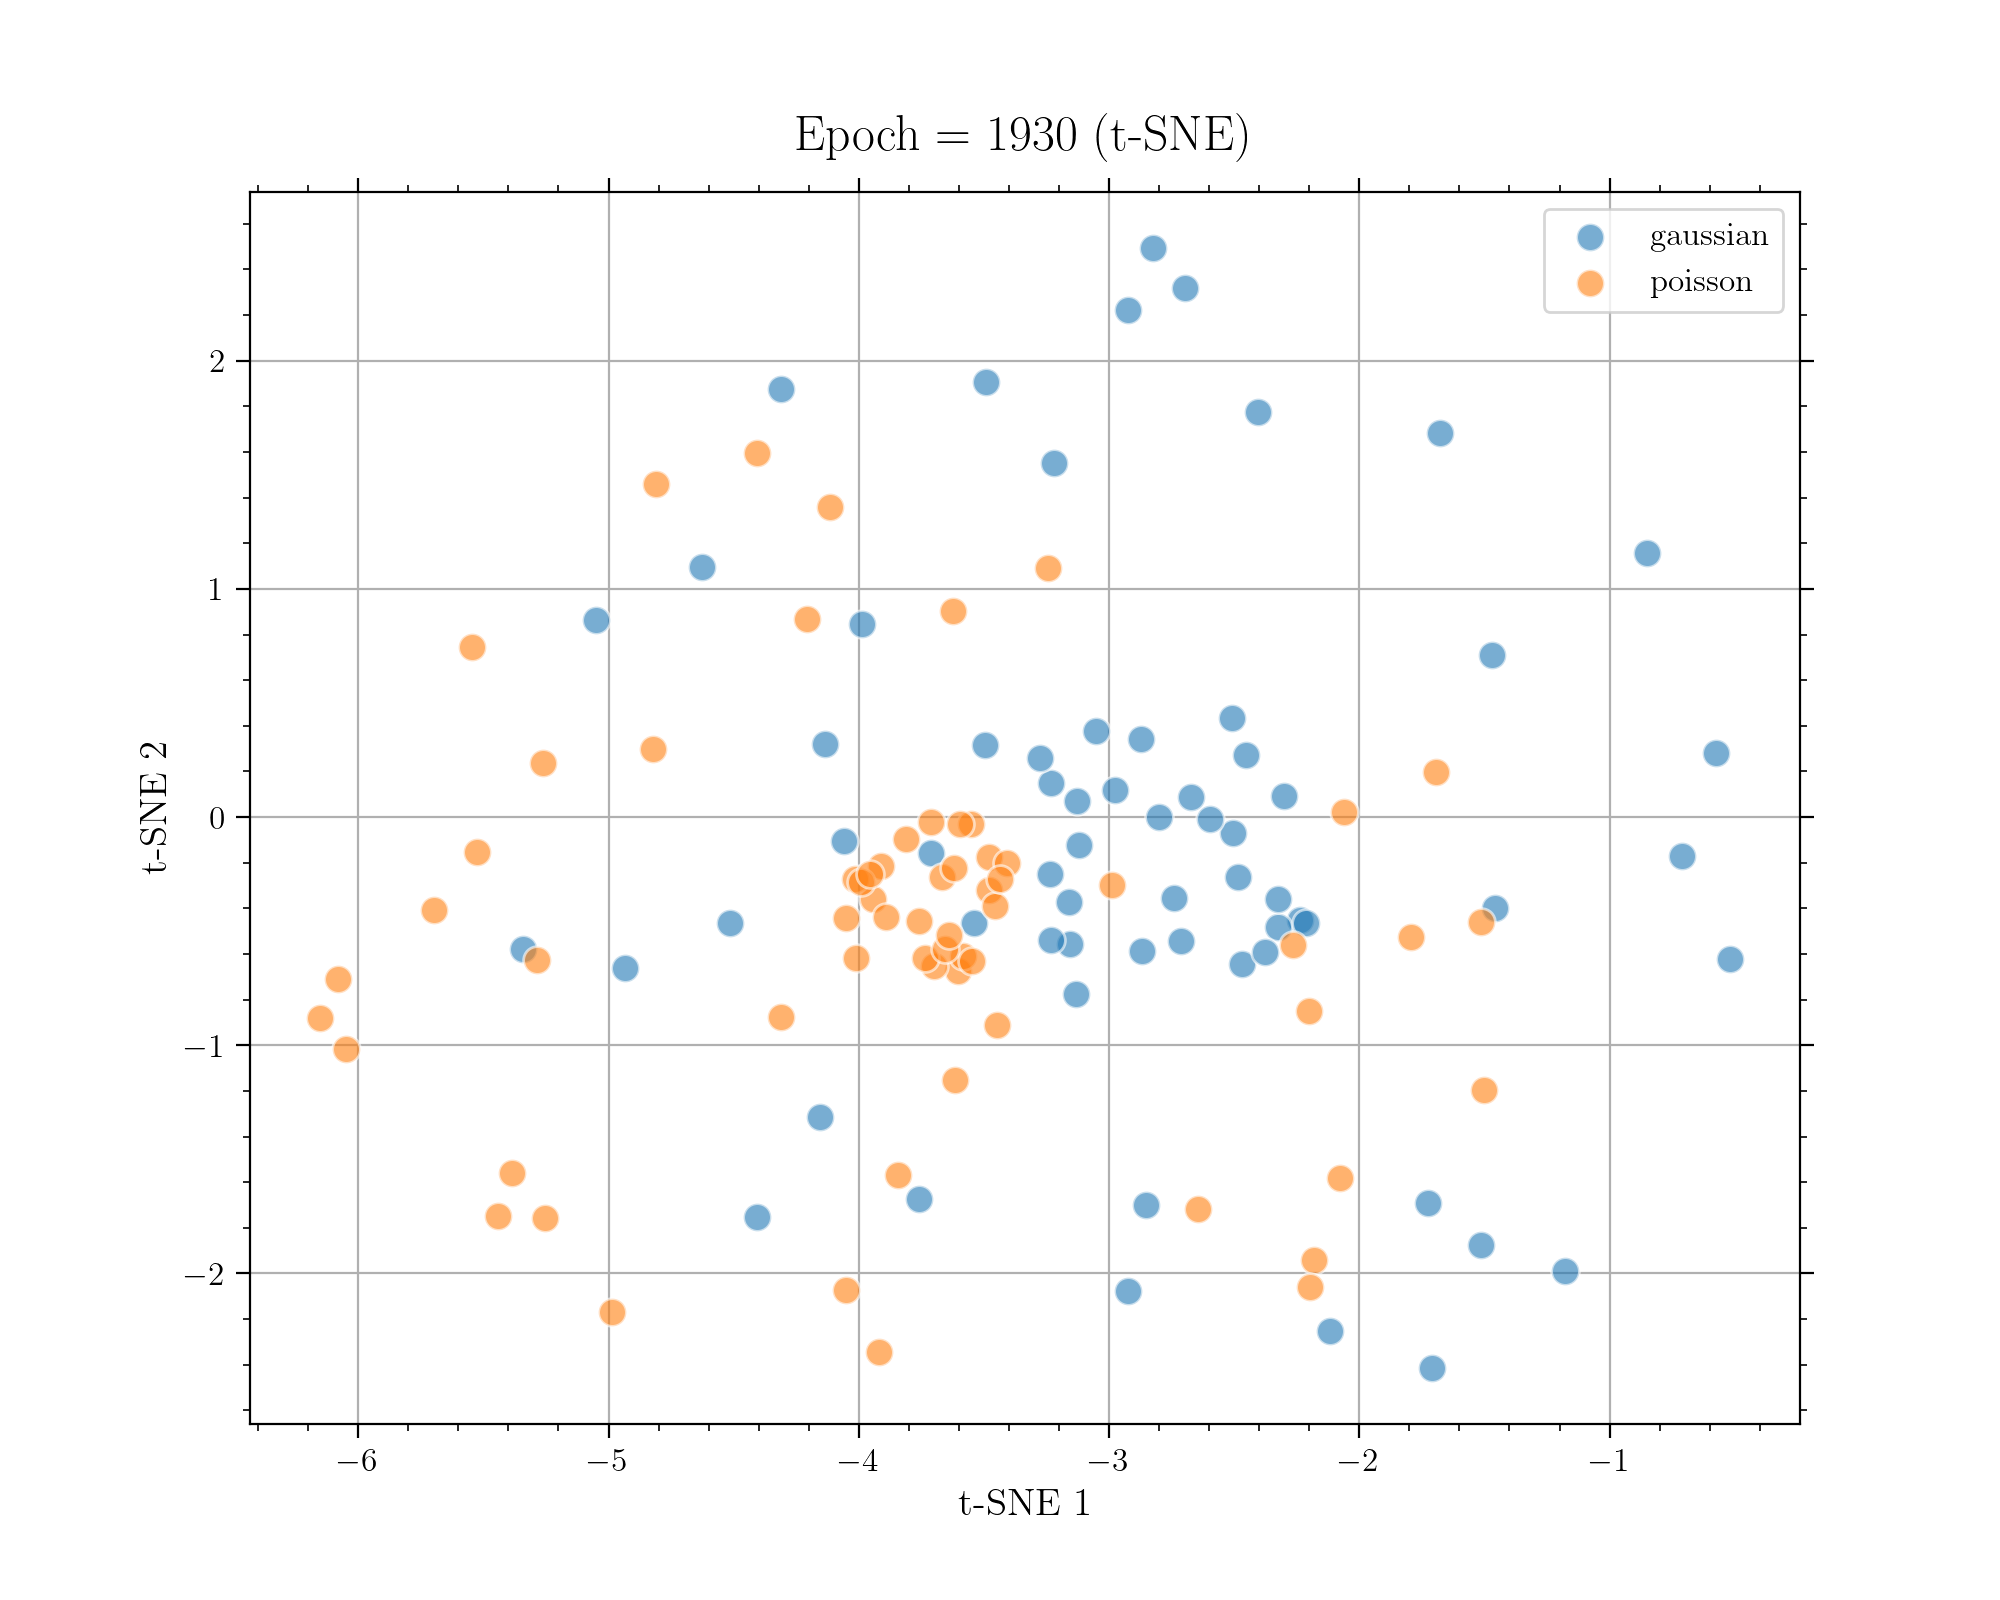 Epoch = 1930 (t-SNE)
gaussian
poisson
2
1
0
−1
−2
t-SNE 2
−6
−5
−4
−3
−2
−1
t-SNE 1